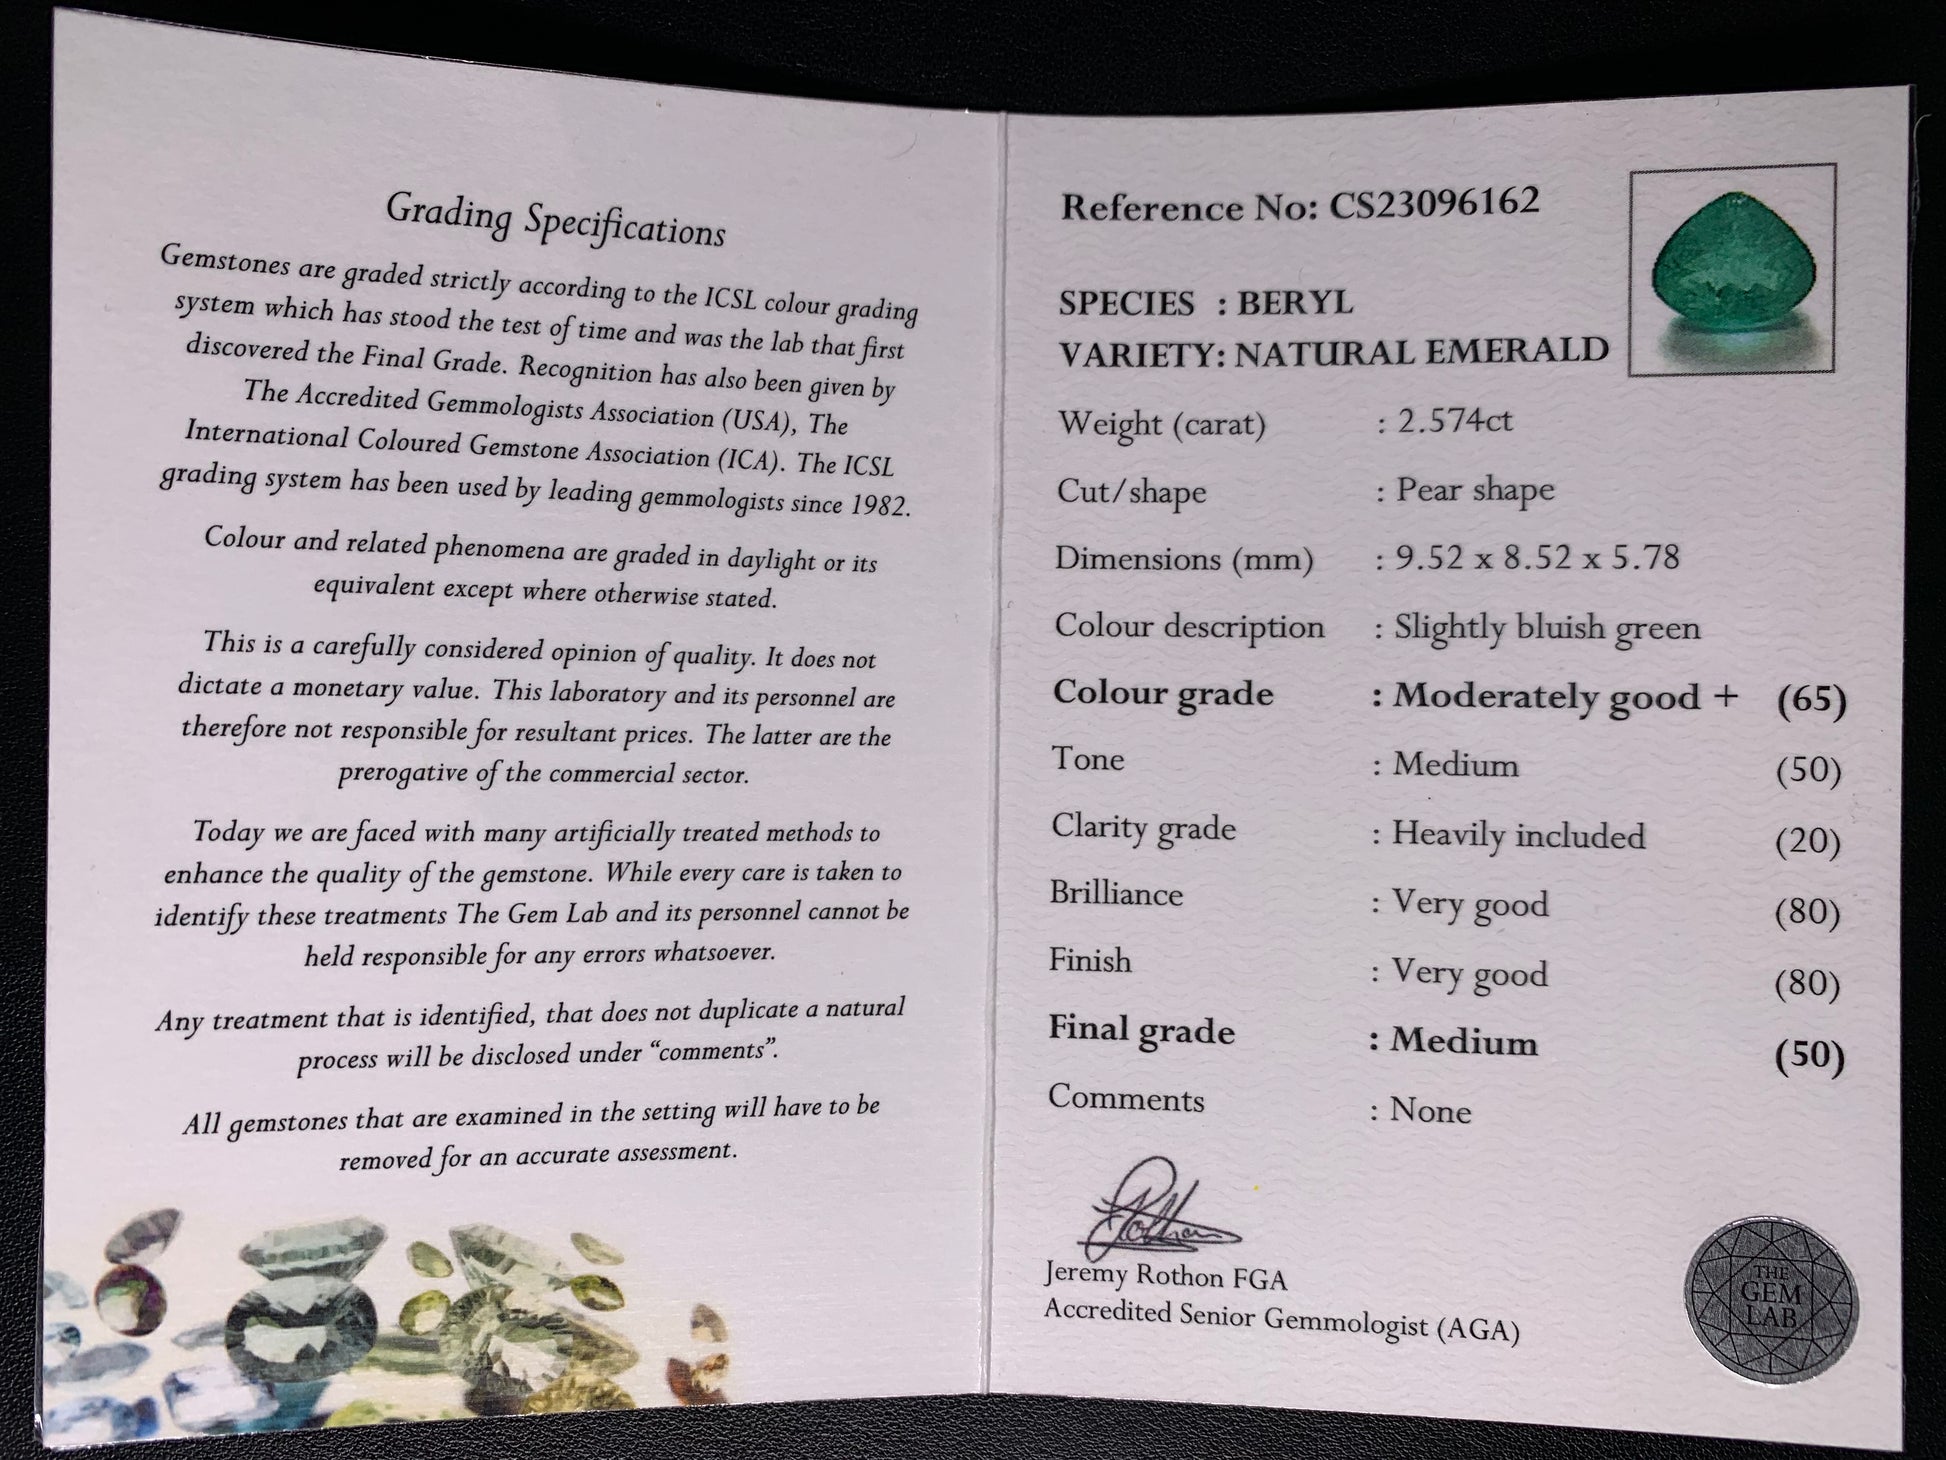 Grading Specifications
Gemstones are graded strictly according to the ICSL colour grading
system which has stood the test of time and was the lab that first
discovered the Final Grade. Recognition has also been given by
The Accredited Gemmologists Association (USA), The
International Coloured Gemstone Association (ICA). The ICSL
grading system has been used by leading gemmologists since 1982.
Colour and related phenomena are graded in daylight or its
equivalent except where otherwise stated.
This is a carefully considered opinion of quality. It does not
dictate a monetary value. This laboratory and its personnel are
therefore not responsible for resultant prices. The latter are the
prerogative of the commercial sector.
Today we are faced with many artificially treated methods to
enhance the quality of the gemstone. While every care is taken to
identify these treatments The Gem Lab and its personnel cannot be
held responsible for any errors whatsoever.
Any treatment that is identified, that does not duplicate a natural
process will be disclosed under “comments”.
All gemstones that are examined in the setting will have to be
removed for an accurate assessment.
Reference No: CS23096162
SPECIES : BERYL
VARIETY: NATURAL EMERALD
Weight (carat) : 2.574ct
Cut/shape : Pear shape
Dimensions (mm) : 9.52 x 8.52 x 5.78
Colour description : Slightly bluish green
Colour grade : Moderately good + (65)
Tone : Medium (50)
Clarity grade : Heavily included (20)
Brilliance : Very good (80)
Finish : Very good (80)
Final grade : Medium (50)
Comments : None
Jeremy Rothon FGA
Accredited Senior Gemmologist (AGA)
THE
GEM
LAB